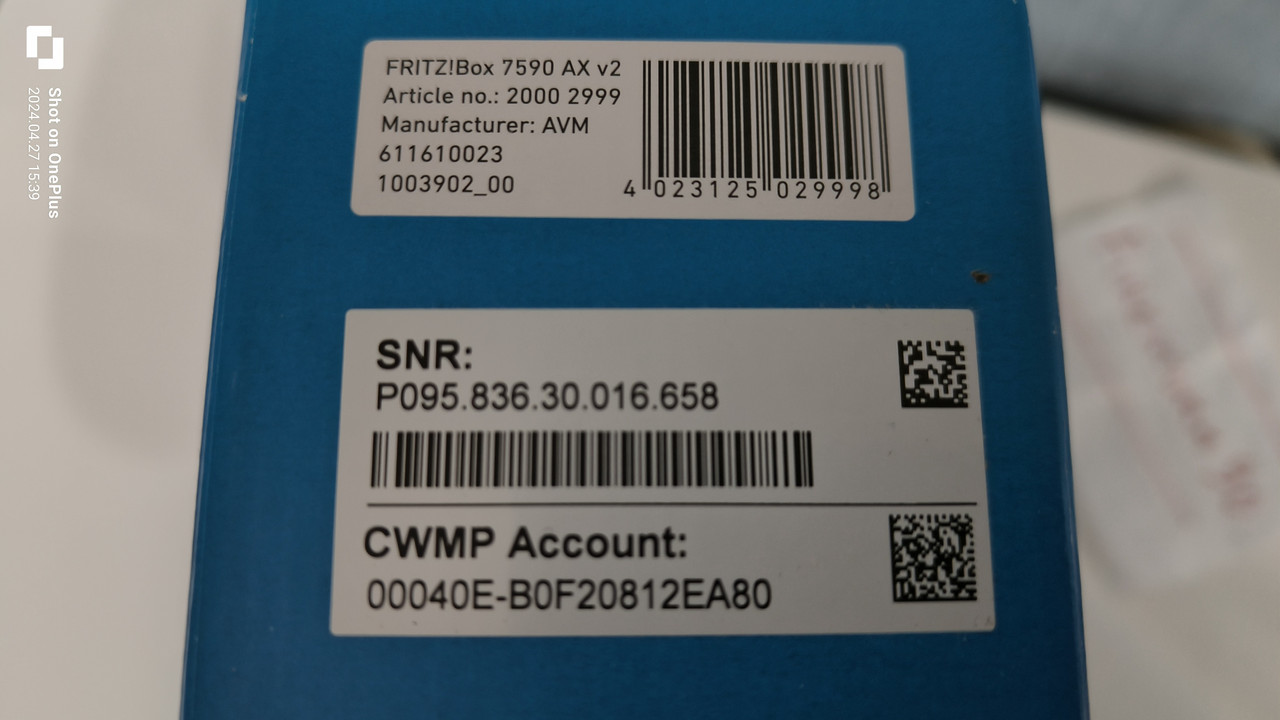 Shot on OnePlus
2024.04.27 15:39
FRITZ!Box 7590 AX v2
Article no.: 2000 2999
Manufacturer: AVM
611610023
1003902_00
4 023125 029998
SNR:
P095.836.30.016.658
CWMP Account:
00040E-B0F20812EA80